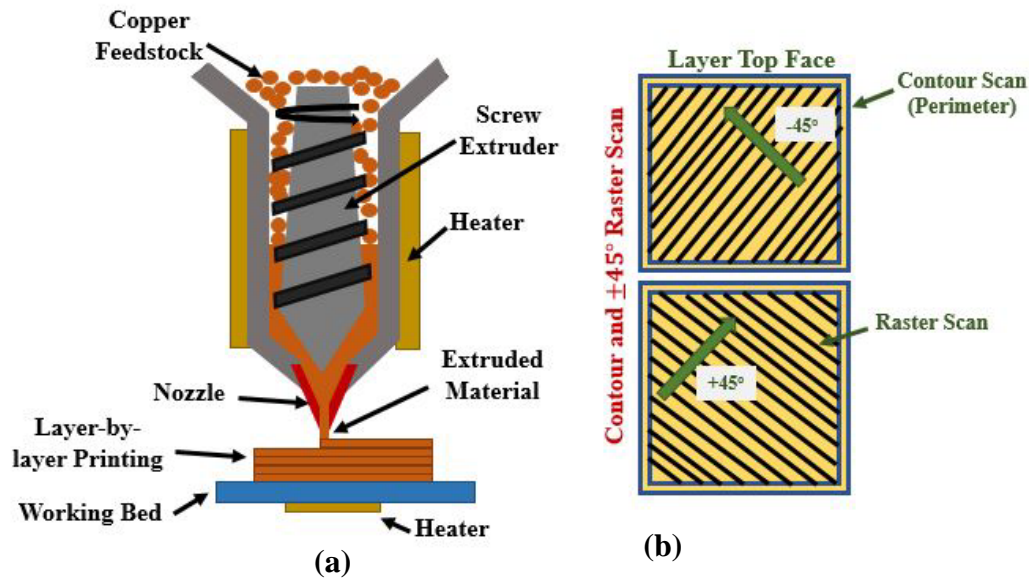 Copper
Feedstock
Screw
Extruder
Heater
Extruded
Material
Nozzle
Layer-by-
layer Printing
Working Bed
Heater
(a)
Contour and ±45° Raster Scan
Layer Top Face
Contour Scan
(Perimeter)
-45°
Raster Scan
+45°
(b)